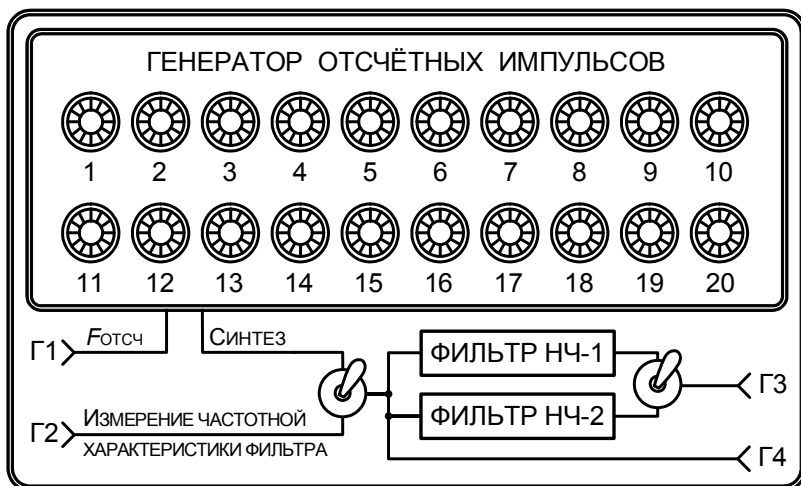 ГЕНЕРАТОР ОТСЧЁТНЫХ ИМПУЛЬСОВ
1 2 3 4 5 6 7 8 9 10
11 12 13 14 15 16 17 18 19 20
Г1 FОТСЧ СИНТЕЗ
ФИЛЬТР НЧ-1
Г3
Г2 ИЗМЕРЕНИЕ ЧАСТОТНОЙ
ХАРАКТЕРИСТИКИ ФИЛЬТРА
ФИЛЬТР НЧ-2
Г4